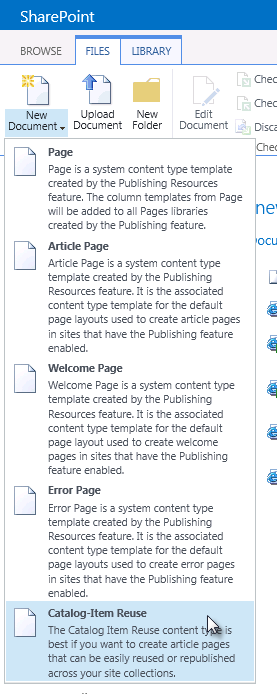 SharePoint
BROWSE FILES LIBRARY
New Document
Upload Document
New Folder
Edit Document
Chec
Chec
Disca
Chec
Page
Page is a system content type template
created by the Publishing Resources
feature. The column templates from Page
will be added to all Pages libraries
created by the Publishing feature.
Article Page
Article Page is a system content type
template created by the Publishing
Resources feature. It is the associated
content type template for the default
page layouts used to create article pages
in sites that have the Publishing feature
enabled.
Welcome Page
Welcome Page is a system content type
template created by the Publishing
Resources feature. It is the associated
content type template for the default
page layout used to create welcome
pages in sites that have the Publishing
feature enabled.
Error Page
Error Page is a system content type
template created by the Publishing
Resources feature. It is the associated
content type template for the default
page layout used to create error pages
in sites that have the Publishing feature
enabled.
Catalog-Item Reuse
The Catalog Item Reuse content type is
best if you want to create article pages
that can be easily reused or republished
across your site collections.